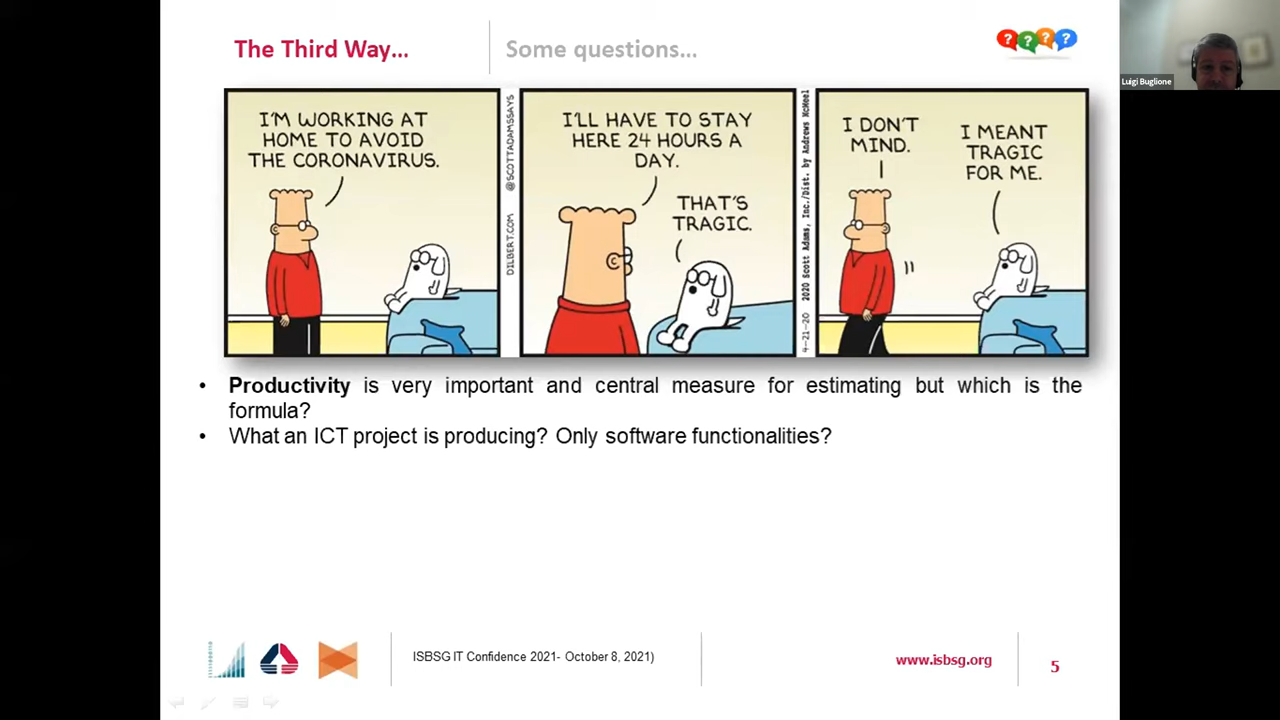 The Third Way...
Some questions...
? ? ? ?
Luigi Buglione
I'M WORKING AT
HOME TO AVOID
THE CORONAVIRUS.
DILBERT.COM @SCOTTADAMSSAYS
I'LL HAVE TO STAY
HERE 24 HOURS A
DAY.
THAT'S
TRAGIC.
4-21-20 2020 Scott Adams, Inc./Dist. by Andrews McMeel
I DON'T
MIND.
I MEANT
TRAGIC
FOR ME.
• Productivity is very important and central measure for estimating but which is the
formula?
• What an ICT project is producing? Only software functionalities?
ISBSG IT Confidence 2021- October 8, 2021)
www.isbsg.org
5